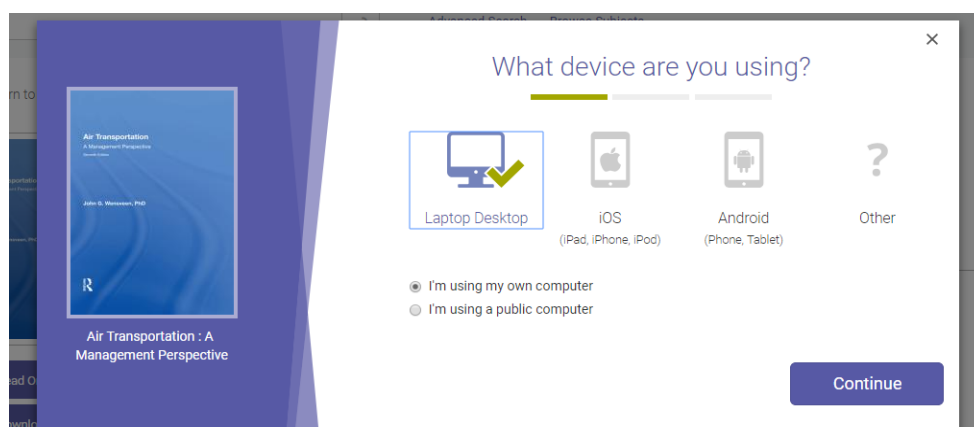 Advanced Search Browse Subjects
What device are you using?
Air Transportation
A Management Perspective
Seventh Edition
John G. Wensveen, PhD
R
Air Transportation : A
Management Perspective
Laptop Desktop
iOS
(iPad, iPhone, iPod)
Android
(Phone, Tablet)
?
Other
I'm using my own computer
I'm using a public computer
Continue